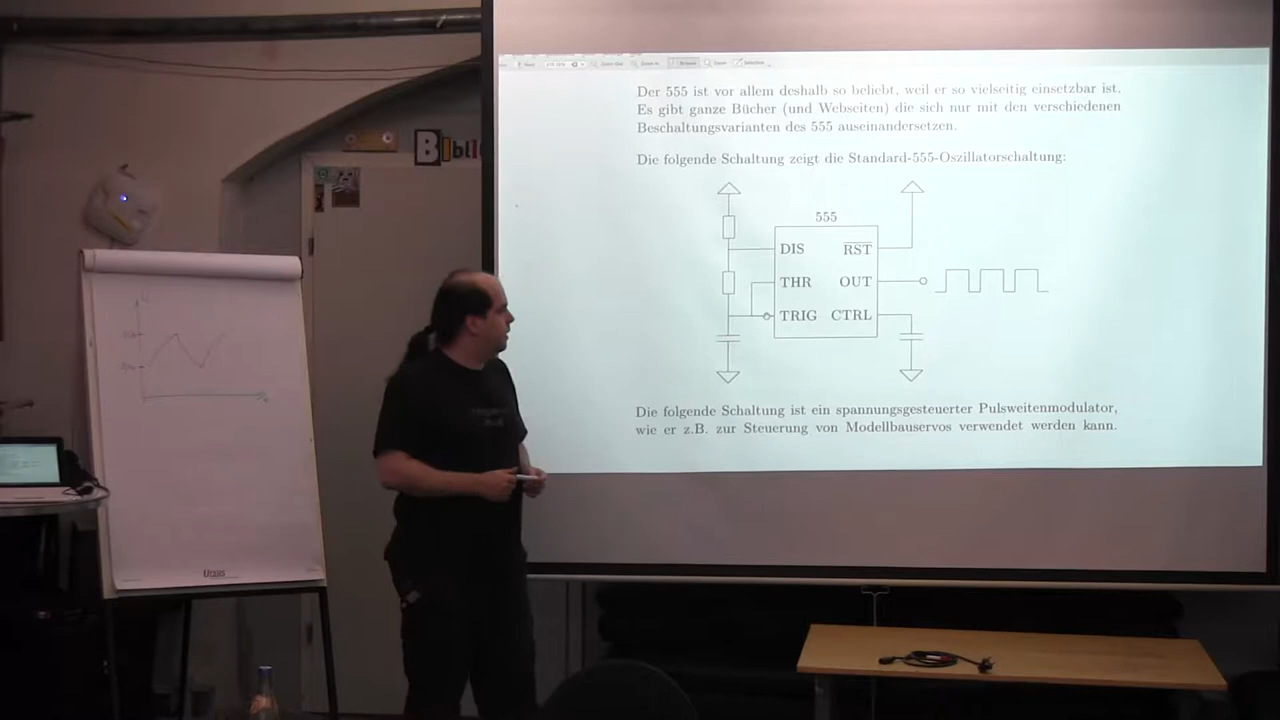 Bibli
Der 555 ist vor allem deshalb so beliebt, weil er so vielseitig einsetzbar ist.
Es gibt ganze Bücher (und Webseiten) die sich nur mit den verschiedenen
Beschaltungsvarianten des 555 auseinandersetzen.
Die folgende Schaltung zeigt die Standard-555-Oszillatorschaltung:
555
DIS RST
THR OUT
TRIG CTRL
Die folgende Schaltung ist ein spannungsgesteuerter Pulsweitenmodulator,
wie er z.B. zur Steuerung von Modellbauservos verwendet werden kann.